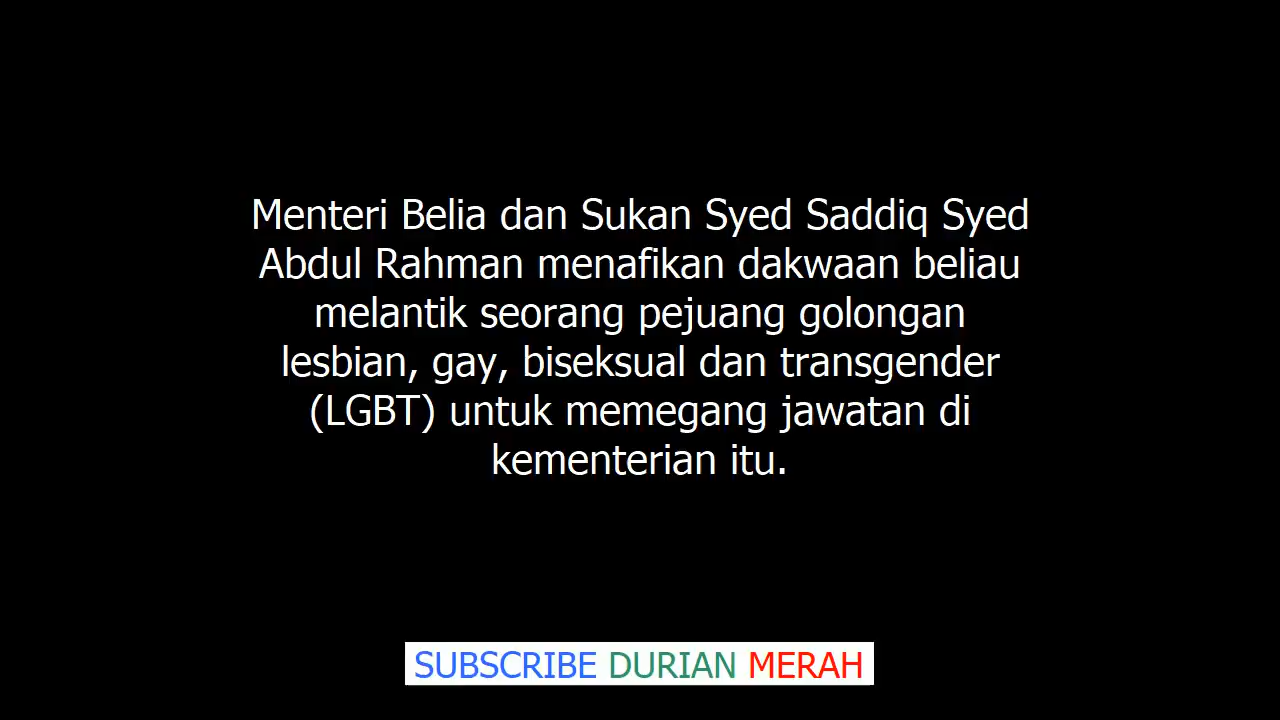 Menteri Belia dan Sukan Syed Saddiq Syed
Abdul Rahman menafikan dakwaan beliau
melantik seorang pejuang golongan
lesbian, gay, biseksual dan transgender
(LGBT) untuk memegang jawatan di
kementerian itu.
SUBSCRIBE DURIAN MERAH